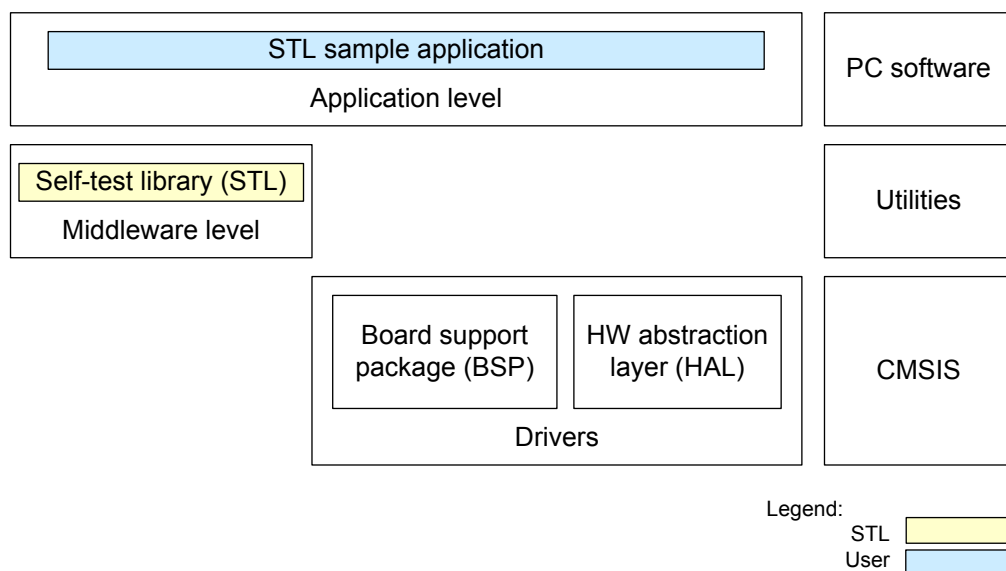 STL sample application
Application level
PC software
Self-test library (STL)
Middleware level
Utilities
Board support
package (BSP)
HW abstraction
layer (HAL)
Drivers
CMSIS
Legend:
STL
User